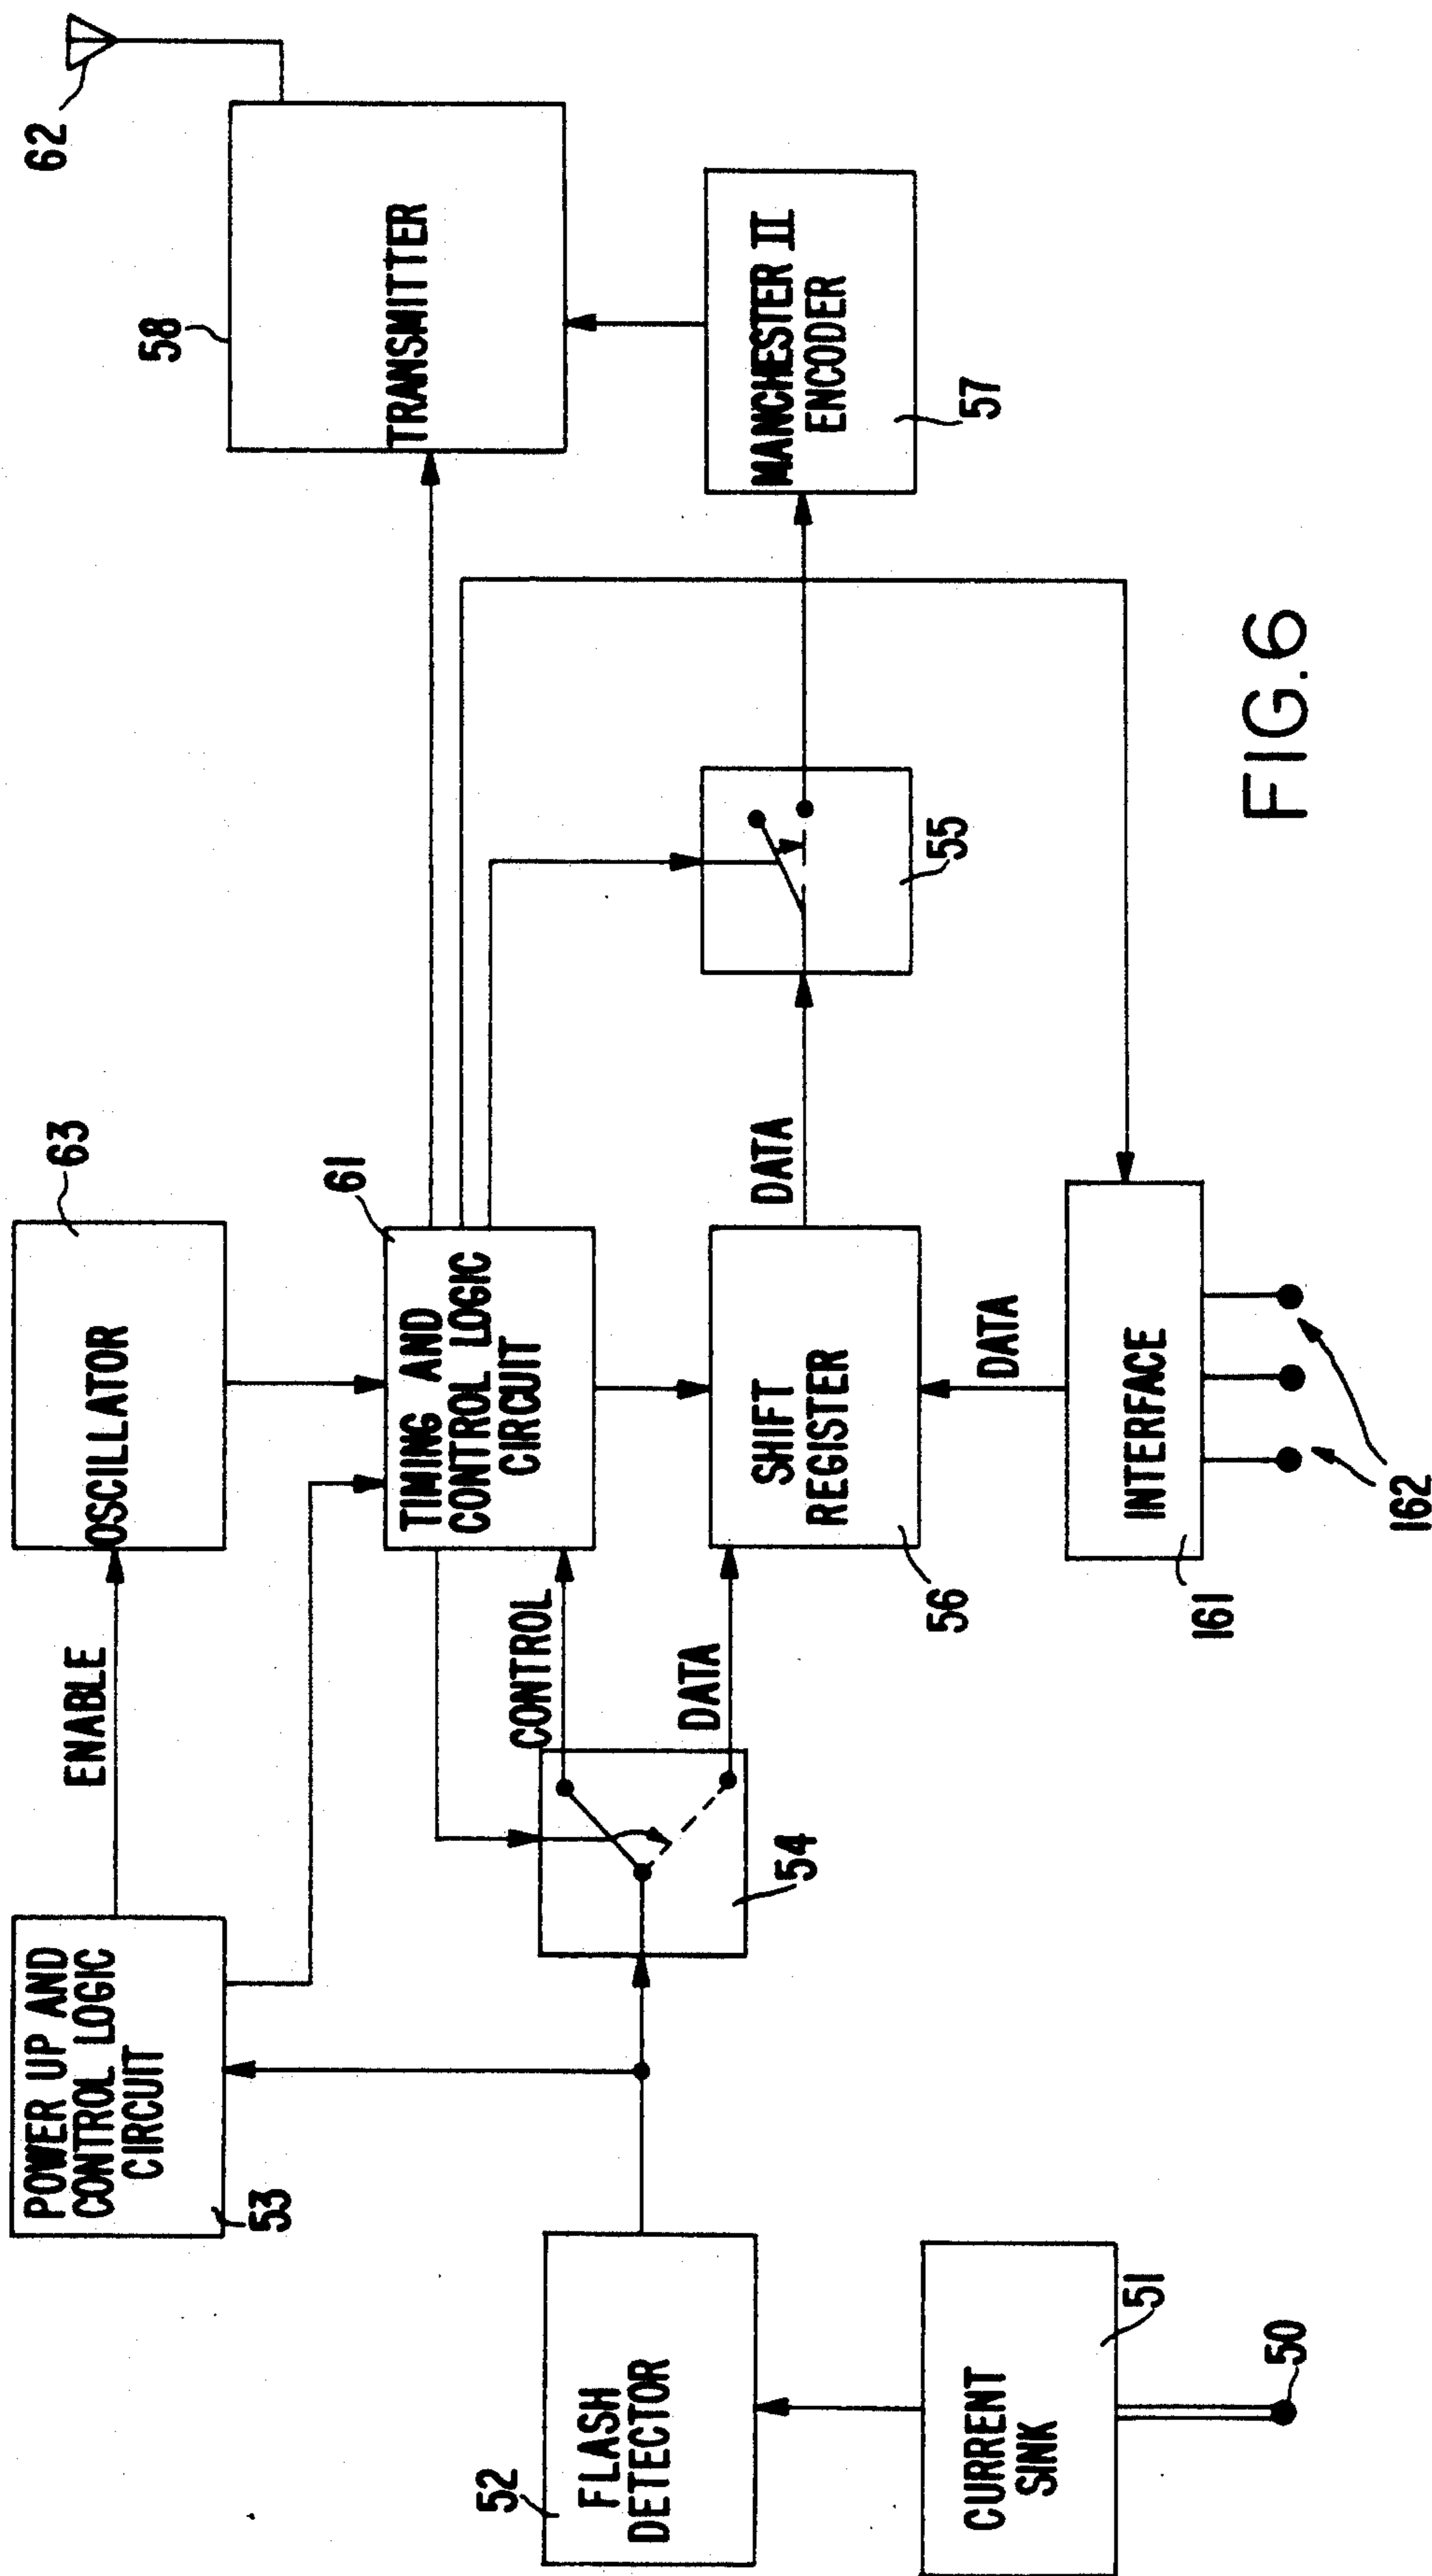 POWER UP AND
CONTROL LOGIC
CIRCUIT
53
ENABLE
OSCILLATOR
63
62
58
TRANSMITTER
61
TIMING AND
CONTROL LOGIC
CIRCUIT
CONTROL
DATA
54
52
FLASH
DETECTOR
SHIFT
REGISTER
56
DATA
55
MANCHESTER II
ENCODER
57
CURRENT
SINK
51
50
DATA
INTERFACE
161
162
FIG.6